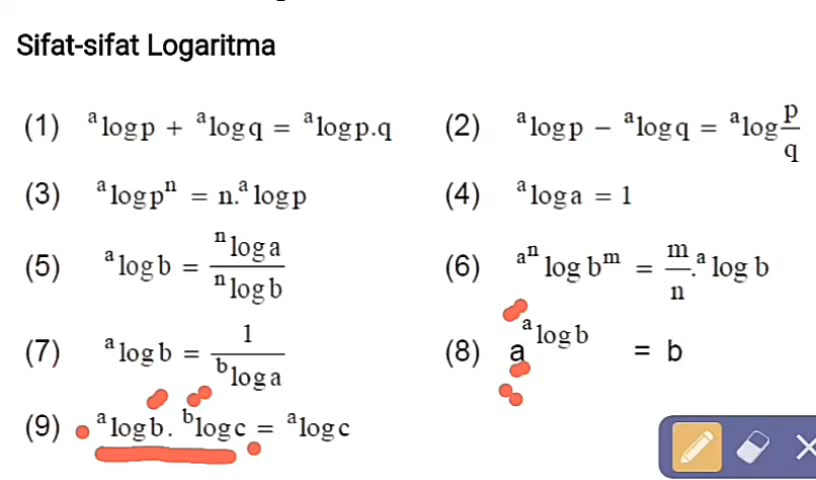 Sifat-sifat Logaritma
(1) ᵃlog p + ᵃlog q = ᵃlog p.q (2) ᵃlog p − ᵃlog q = ᵃlog p/q
(3) ᵃlog pⁿ = n.ᵃlog p (4) ᵃlog a = 1
(5) ᵃlog b = ⁿlog a / ⁿlog b (6) aⁿlog bᵐ = m/n.ᵃlog b
(7) ᵃlog b = 1 / ᵇlog a (8) a^(ᵃlog b) = b
(9) ᵃlog b. ᵇlog c = ᵃlog c